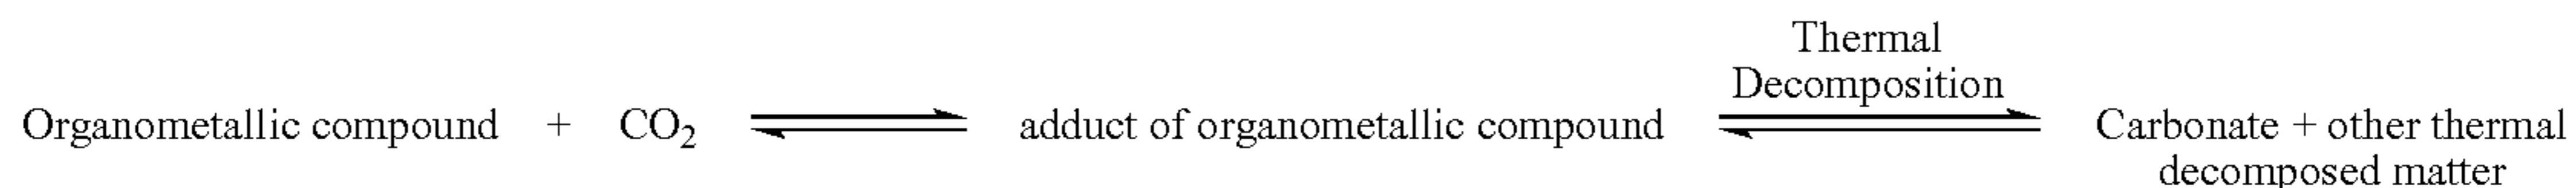 Thermal
Decomposition
Organometallic compound + CO₂ ⇌ adduct of organometallic compound ⇌ Carbonate + other thermal
decomposed matter